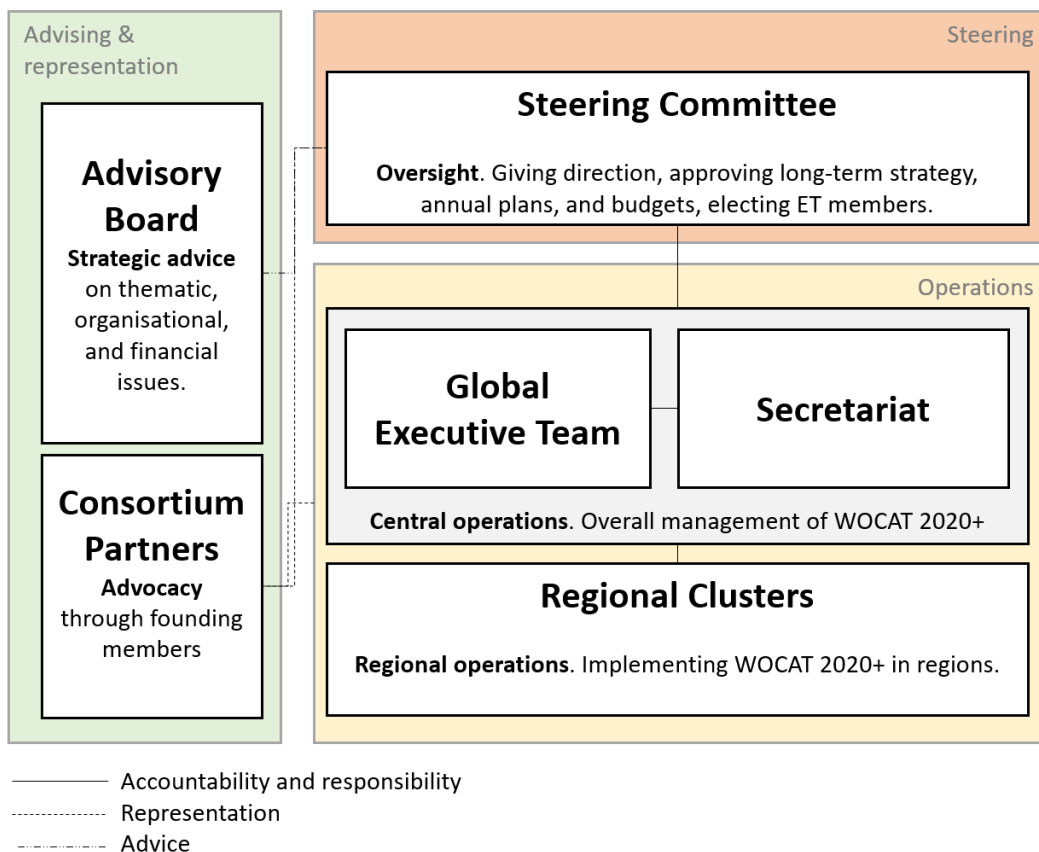 Advising &
representation
Advisory
Board
Strategic advice
on thematic,
organisational,
and financial
issues.
Consortium
Partners
Advocacy
through founding
members
Steering
Steering Committee
Oversight. Giving direction, approving long-term strategy,
annual plans, and budgets, electing ET members.
Operations
Global
Executive Team
Secretariat
Central operations. Overall management of WOCAT 2020+
Regional Clusters
Regional operations. Implementing WOCAT 2020+ in regions.
Accountability and responsibility
Representation
Advice